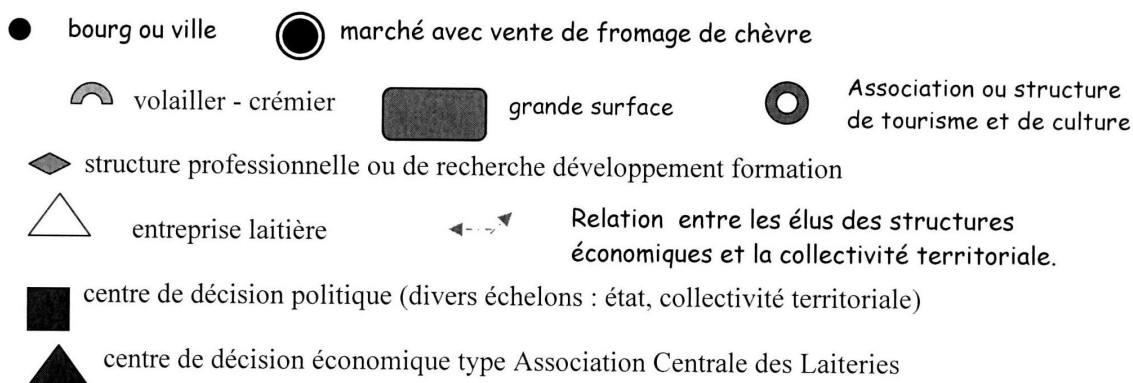 bourg ou ville marché avec vente de fromage de chèvre
volailler - crémier grande surface Association ou structure
de tourisme et de culture
structure professionnelle ou de recherche développement formation
entreprise laitière Relation entre les élus des structures
économiques et la collectivité territoriale.
centre de décision politique (divers échelons : état, collectivité territoriale)
centre de décision économique type Association Centrale des Laiteries